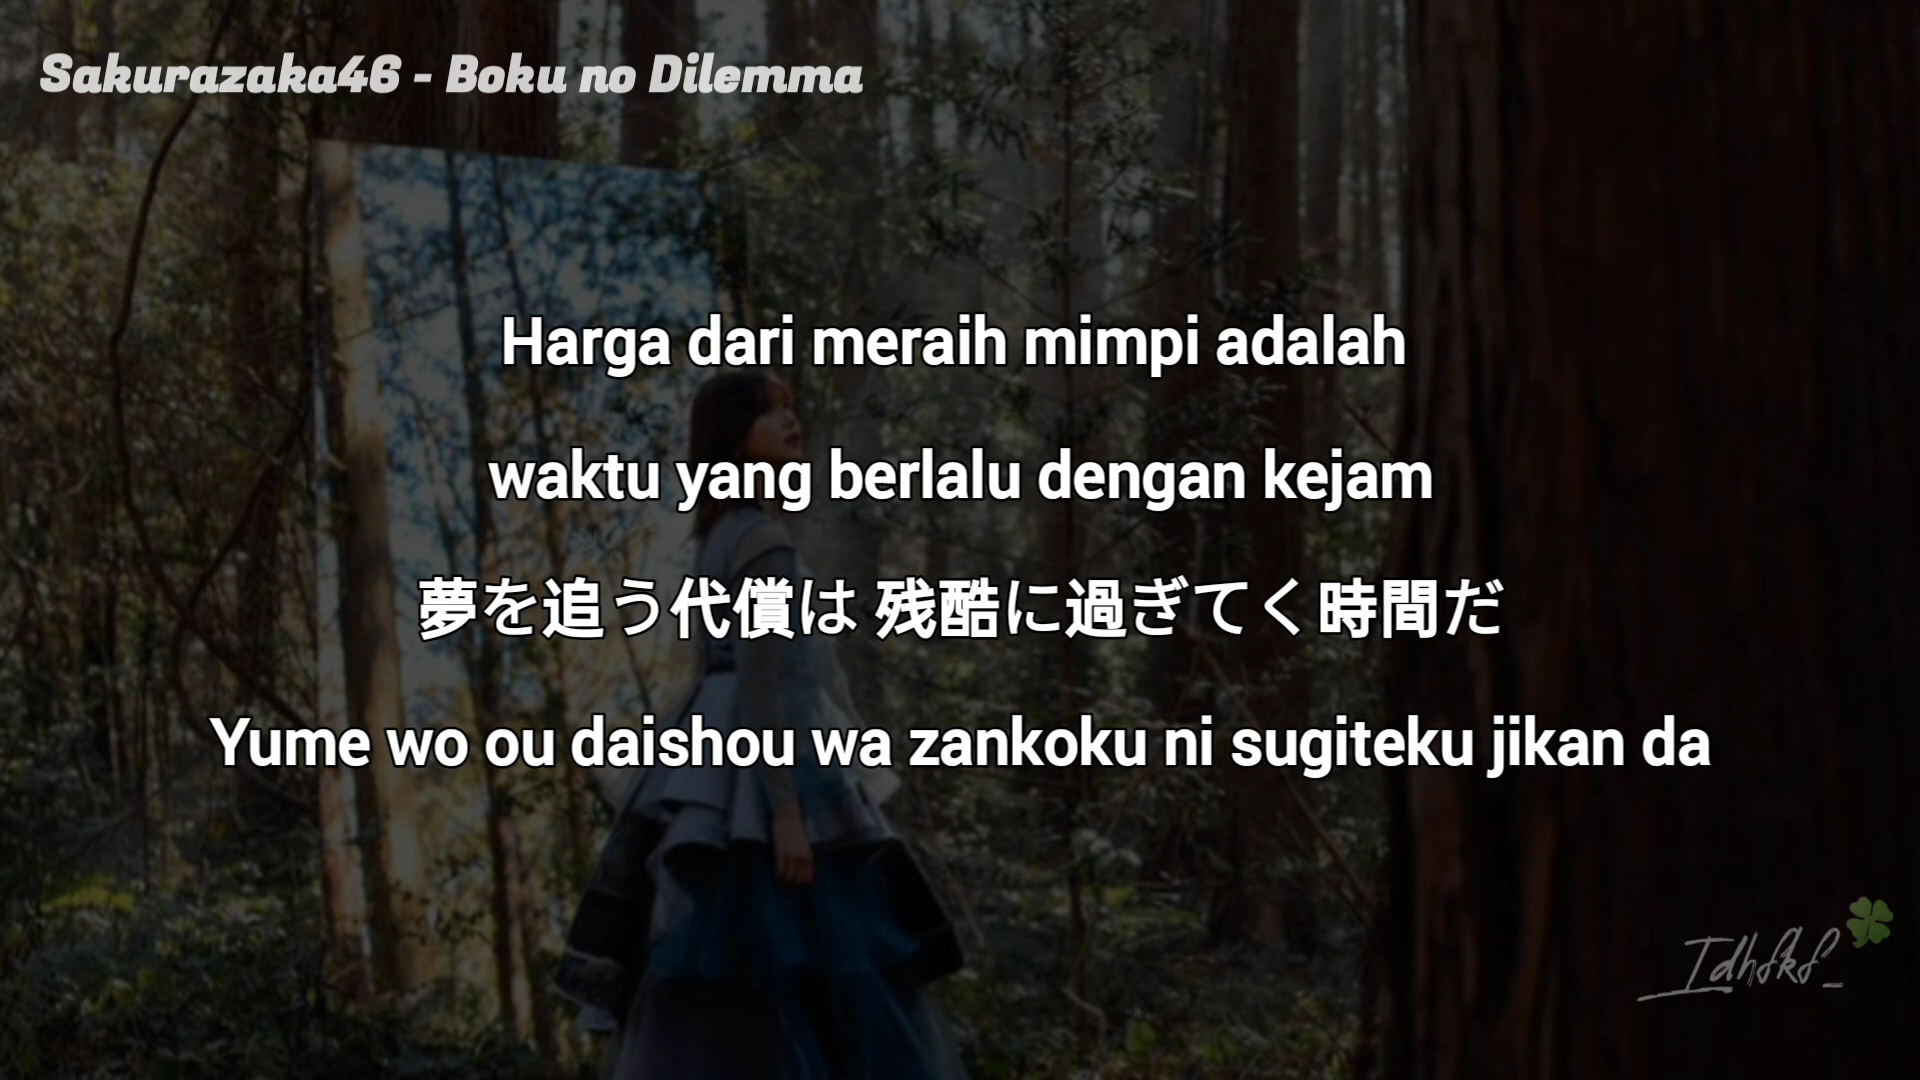 Sakurazaka46 - Boku no Dilemma
Harga dari meraih mimpi adalah
waktu yang berlalu dengan kejam
夢を追う代償は 残酷に過ぎてく時間だ
Yume wo ou daishou wa zankoku ni sugiteku jikan da